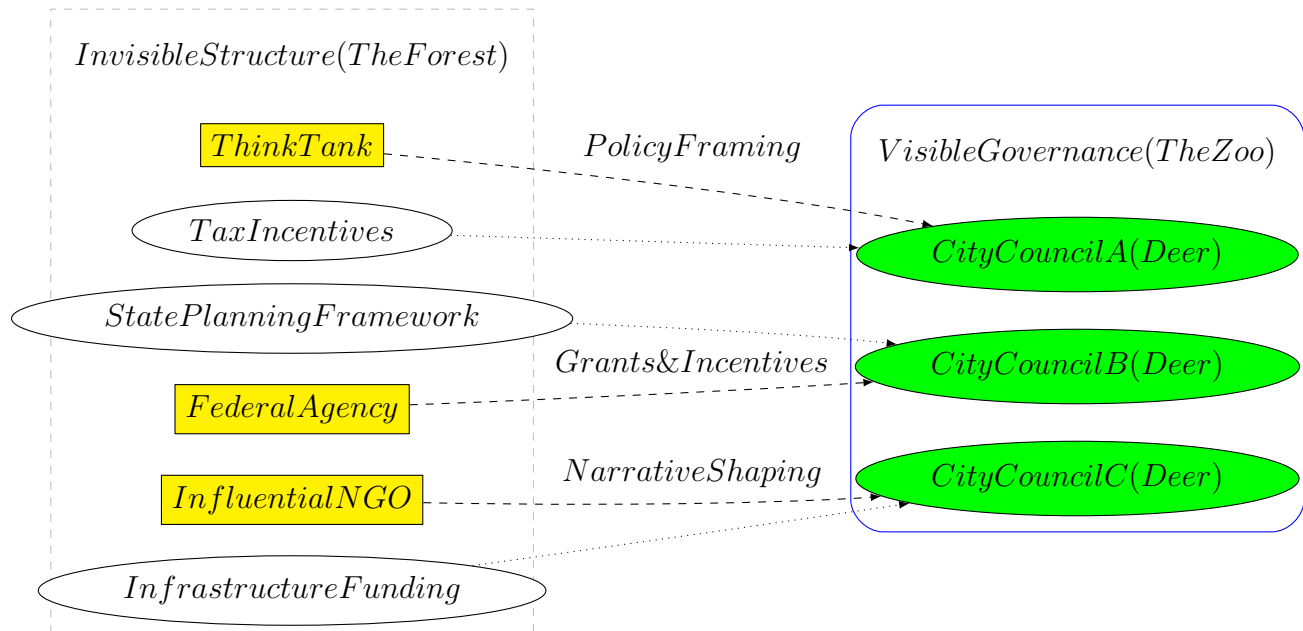 InvisibleStructure(TheForest)
ThinkTank
TaxIncentives
StatePlanningFramework
FederalAgency
InfluentialNGO
InfrastructureFunding
PolicyFraming
Grants&Incentives
NarrativeShaping
VisibleGovernance(TheZoo)
CityCouncilA(Deer)
CityCouncilB(Deer)
CityCouncilC(Deer)